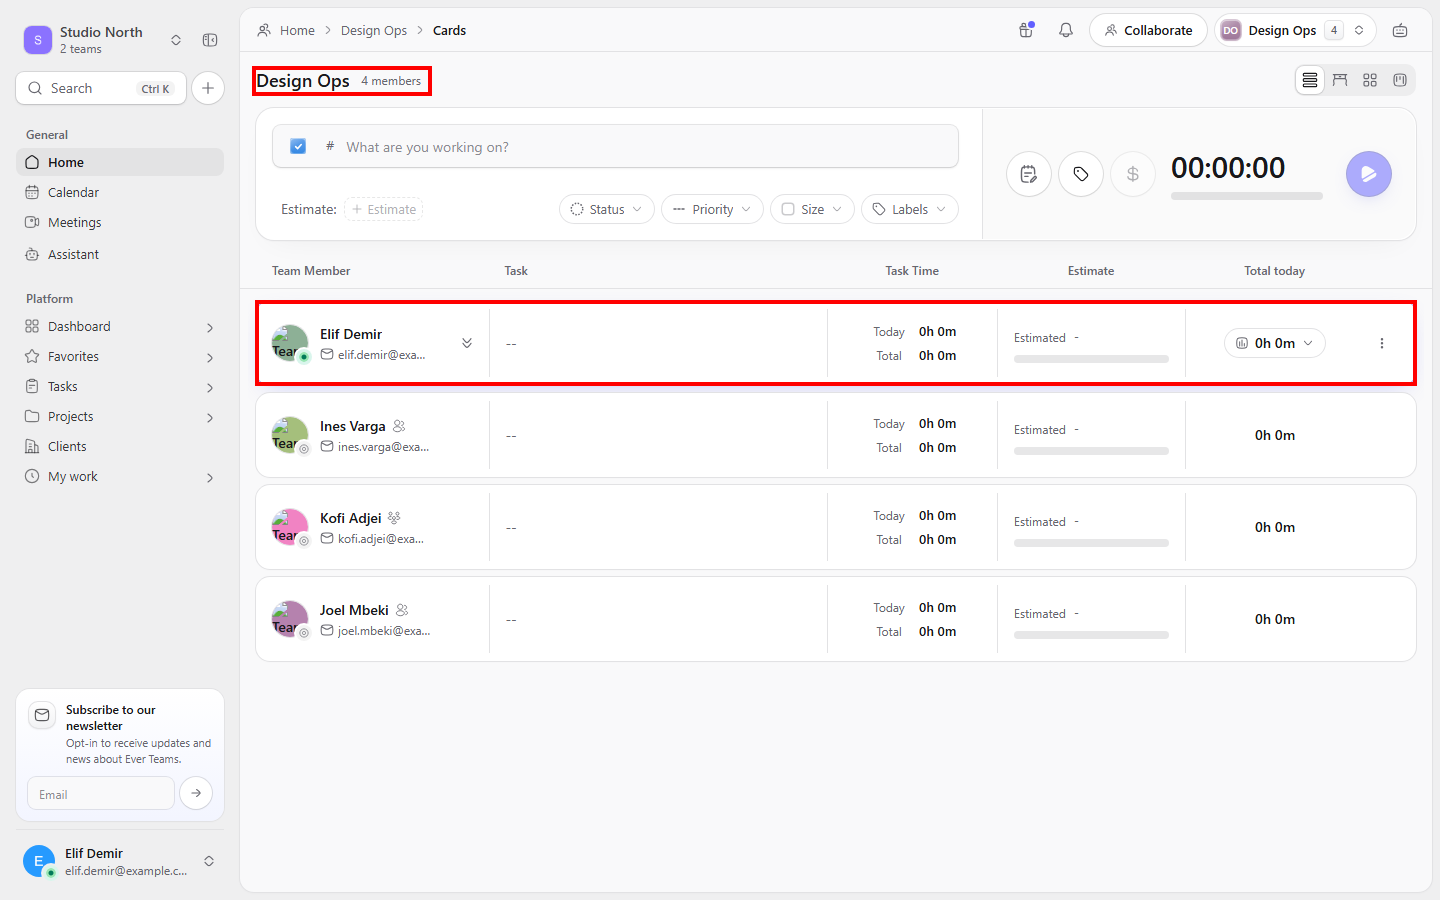 S
Studio North
2 teams
Search
Ctrl K
General
Home
Calendar
Meetings
Assistant
Platform
Dashboard
Favorites
Tasks
Projects
Clients
My work
Subscribe to our
newsletter
Opt-in to receive updates and
news about Ever Teams.
Email
E
Elif Demir
elif.demir@example.c...
Home
Design Ops
Cards
Collaborate
DO
Design Ops
4
Design Ops
4 members
# What are you working on?
Estimate:
+ Estimate
Status
Priority
Size
Labels
$
00:00:00
Team Member
Task
Task Time
Estimate
Total today
Elif Demir
elif.demir@exa...
--
Today 0h 0m
Total 0h 0m
Estimated -
0h 0m
Ines Varga
ines.varga@exa...
--
Today 0h 0m
Total 0h 0m
Estimated -
0h 0m
Kofi Adjei
kofi.adjei@exa...
--
Today 0h 0m
Total 0h 0m
Estimated -
0h 0m
Joel Mbeki
joel.mbeki@exa...
--
Today 0h 0m
Total 0h 0m
Estimated -
0h 0m